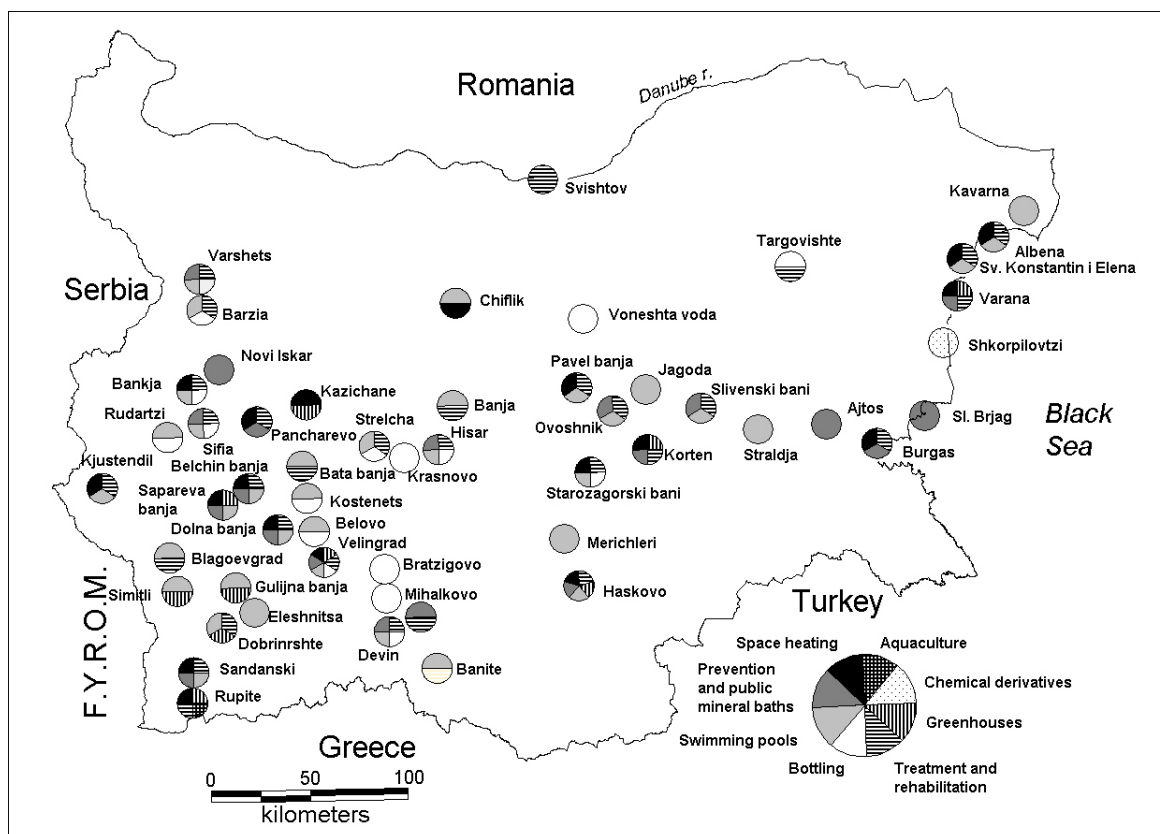 Romania
Danube r.
Svishtov
Kavarna
Targovishte
Albena
Sv. Konstantin i Elena
Varshets
Serbia
Varana
Chiflik
Barzia
Voneshta voda
Shkorpilovtzi
Novi Iskar
Pavel banja
Jagoda
Bankja
Kazichane
Slivenski bani
Rudartzi
Strelcha
Banja
Ajtos
Sl. Brjag
Black
Sea
Sifia
Pancharevo
Hisar
Ovoshnik
Korten
Straldja
Burgas
Kjustendil
Belchin banja
Bata banja
Krasnovo
Starozagorski bani
Sapareva
banja
Kostenets
Dolna banja
Belovo
Velingrad
Merichleri
Blagoevgrad
Bratzigovo
Simitli
Gulijna banja
Mihalkovo
Haskovo
Eleshnitsa
Turkey
F.Y.R.O.M.
Dobrinrshte
Devin
Sandanski
Banite
Rupite
Greece
0 50 100
kilometers
Space heating
Aquaculture
Prevention
and public
mineral baths
Chemical derivatives
Greenhouses
Swimming pools
Bottling
Treatment and
rehabilitation